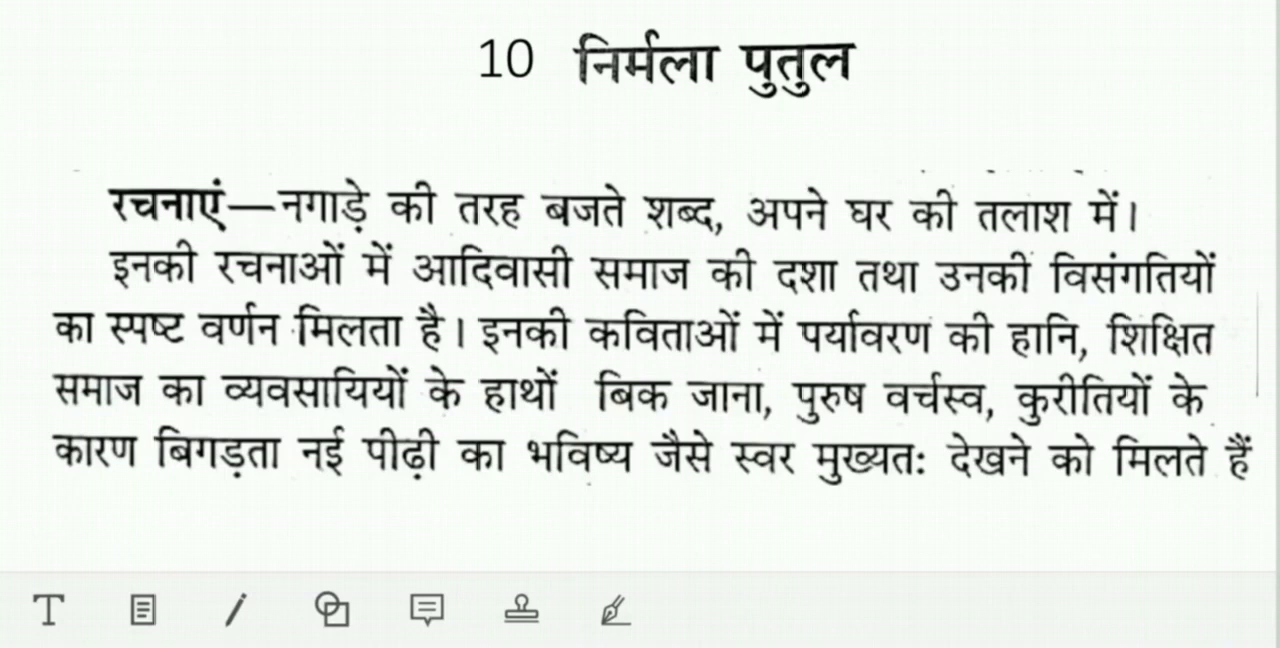 10 निर्मला पुतुल
रचनाएं—नगाड़े की तरह बजते शब्द, अपने घर की तलाश में।
इनकी रचनाओं में आदिवासी समाज की दशा तथा उनकी विसंगतियों
का स्पष्ट वर्णन मिलता है। इनकी कविताओं में पर्यावरण की हानि, शिक्षित
समाज का व्यवसायियों के हाथों बिक जाना, पुरुष वर्चस्व, कुरीतियों के
कारण बिगड़ता नई पीढ़ी का भविष्य जैसे स्वर मुख्यतः देखने को मिलते हैं
T